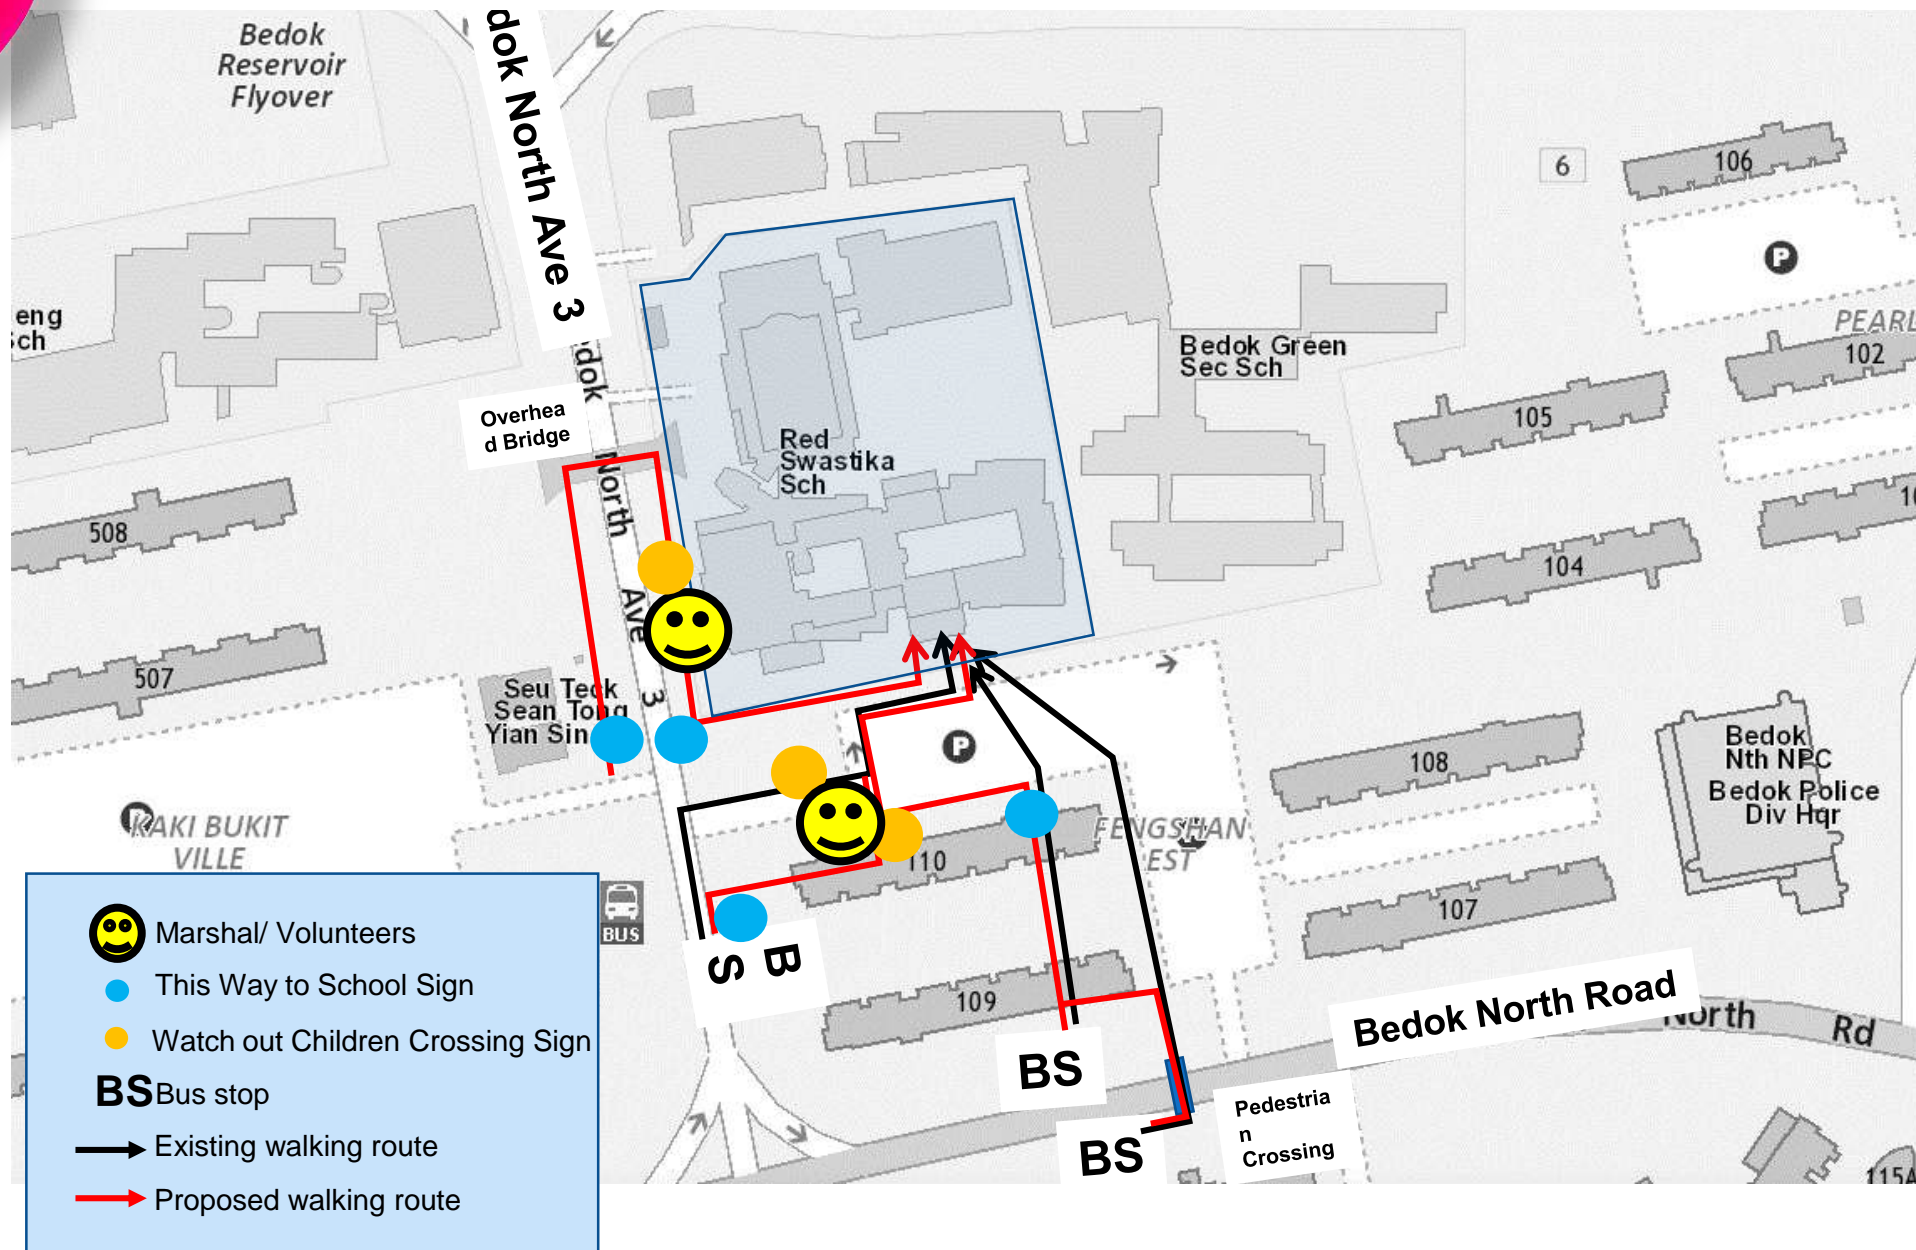 Bedok
Reservoir
Flyover
dok North Ave 3
6
106
P
PEARL
102
eng
ch
dok
North
Ave
3
Overhea
d Bridge
Bedok Green
Sec Sch
105
Red
Swastika
Sch
508
104
507
Seu Teck
Sean Tong
Yian Sin
P
108
Bedok
Nth NPC
Bedok Police
Div Hqr
KAKI BUKIT
VILLE
FENGSHAN
EST
110
107
BUS
BS
109
Bedok North Road
North Rd
BS
Pedestria
n
Crossing
BS
115A
Marshal/ Volunteers
This Way to School Sign
Watch out Children Crossing Sign
BS Bus stop
Existing walking route
Proposed walking route